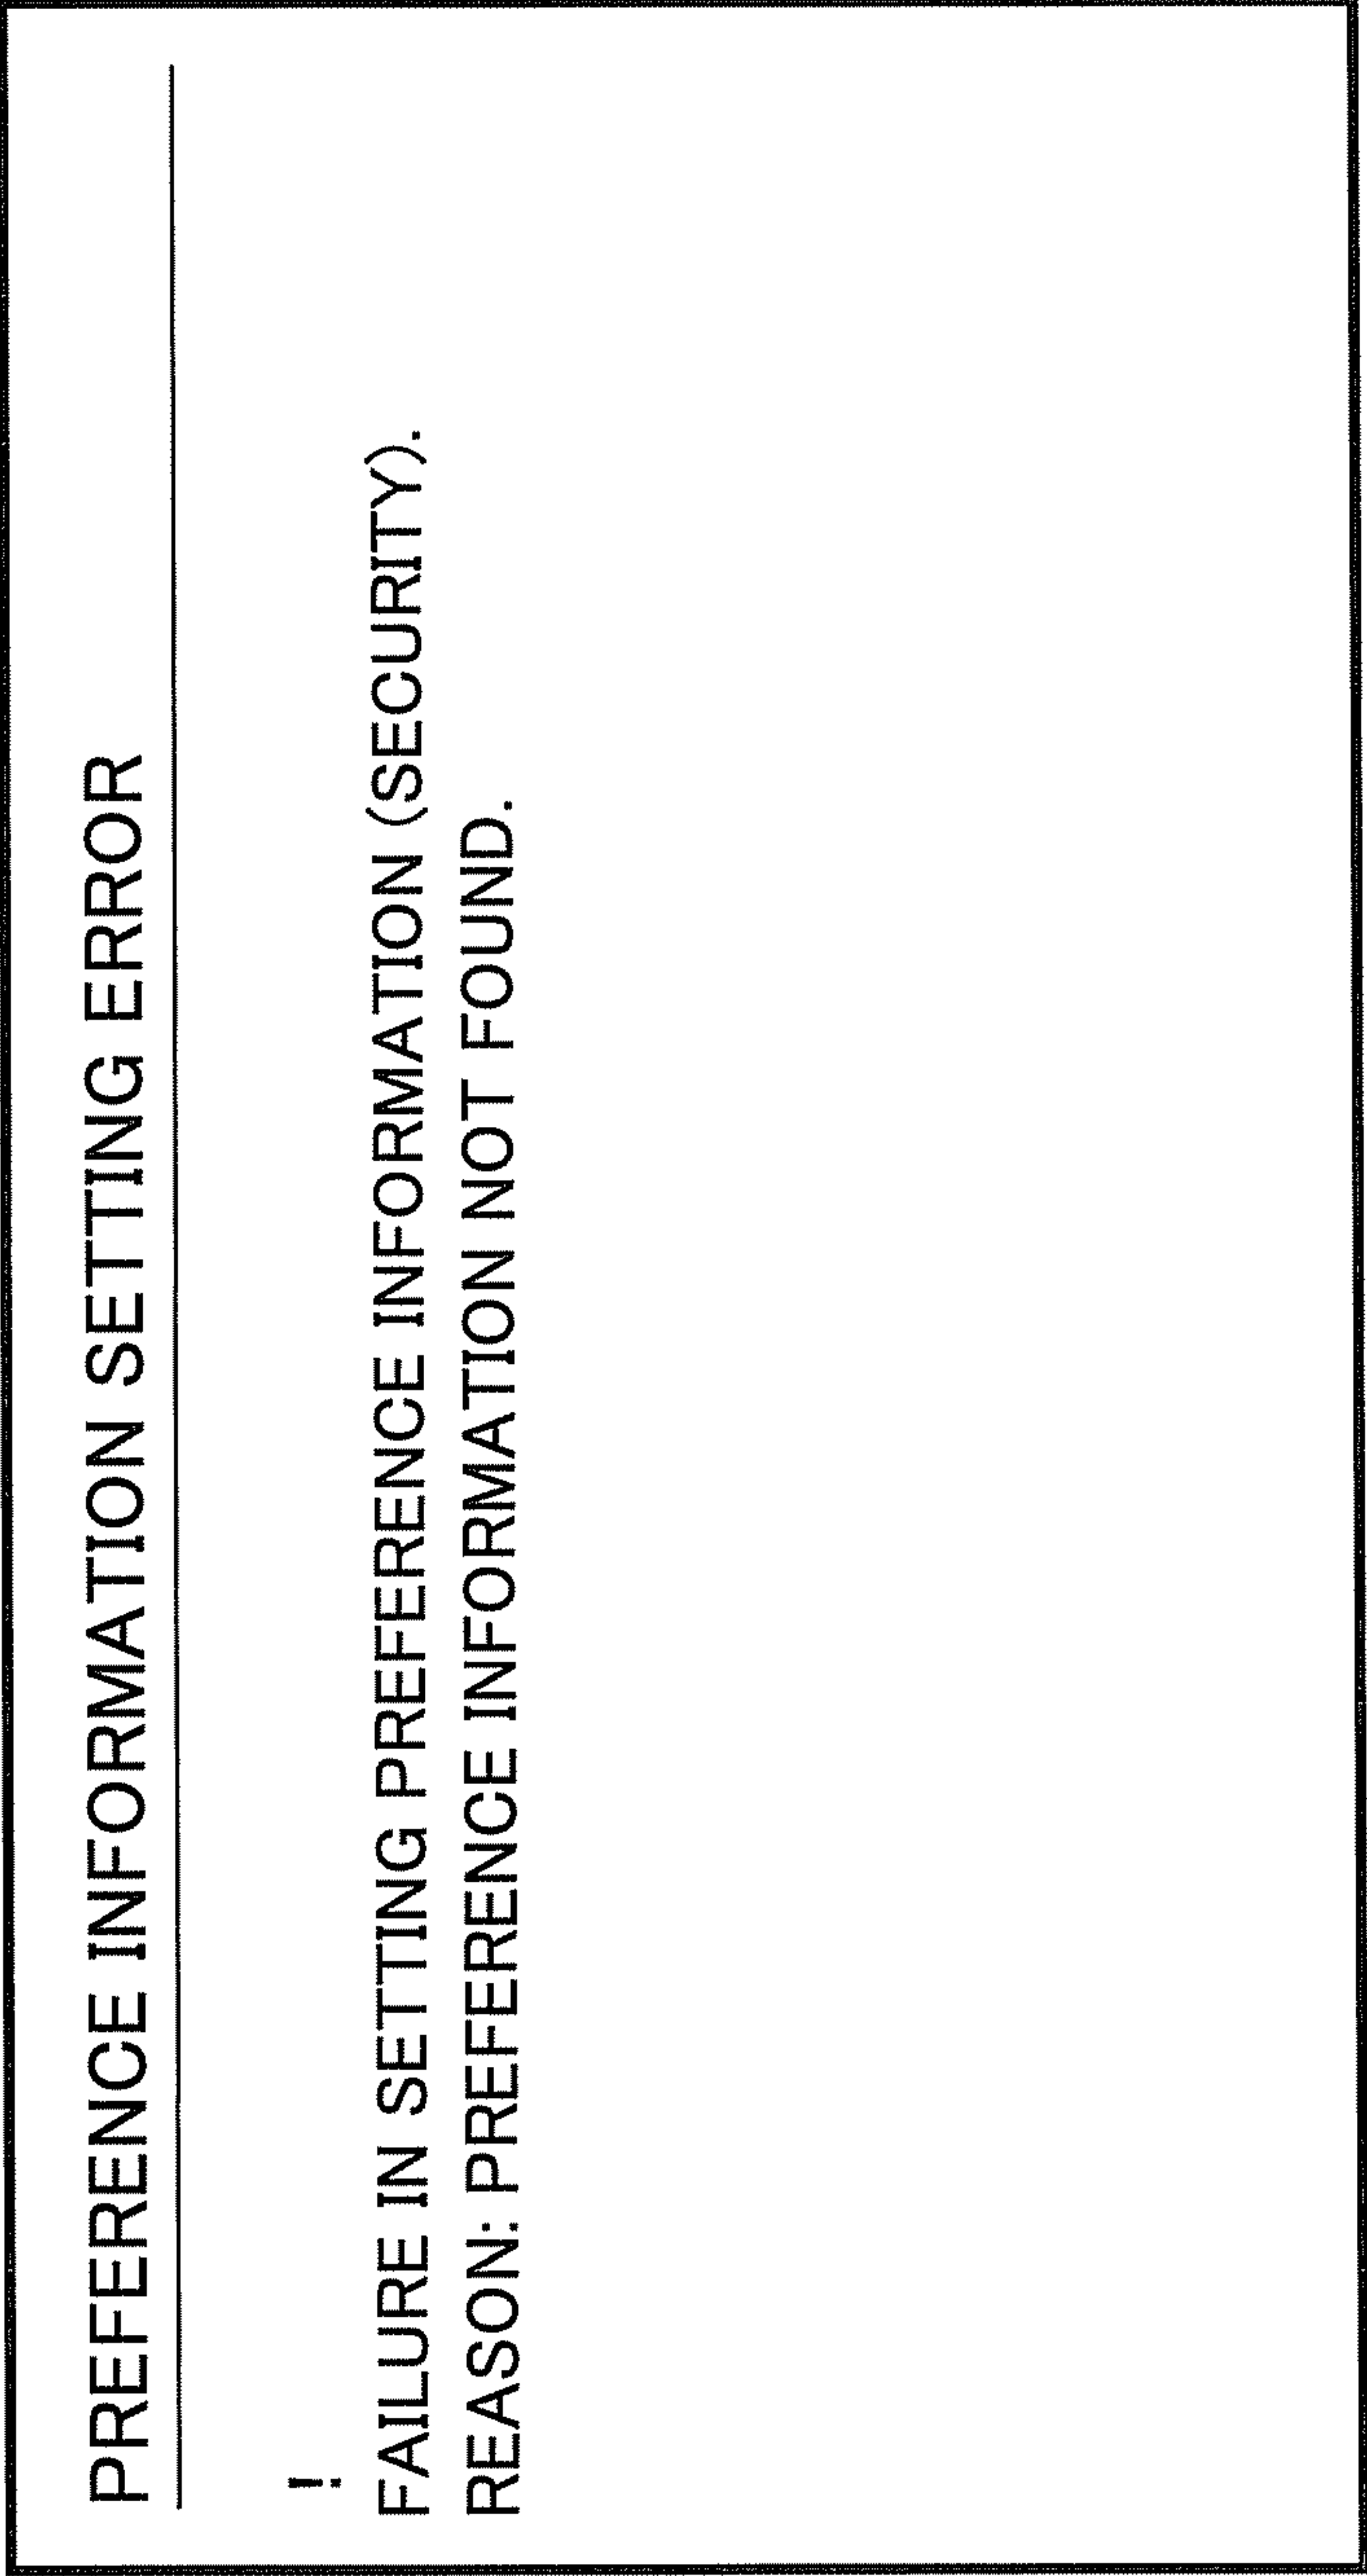 PREFERENCE INFORMATION SETTING ERROR
!
FAILURE IN SETTING PREFERENCE INFORMATION (SECURITY).
REASON: PREFERENCE INFORMATION NOT FOUND.